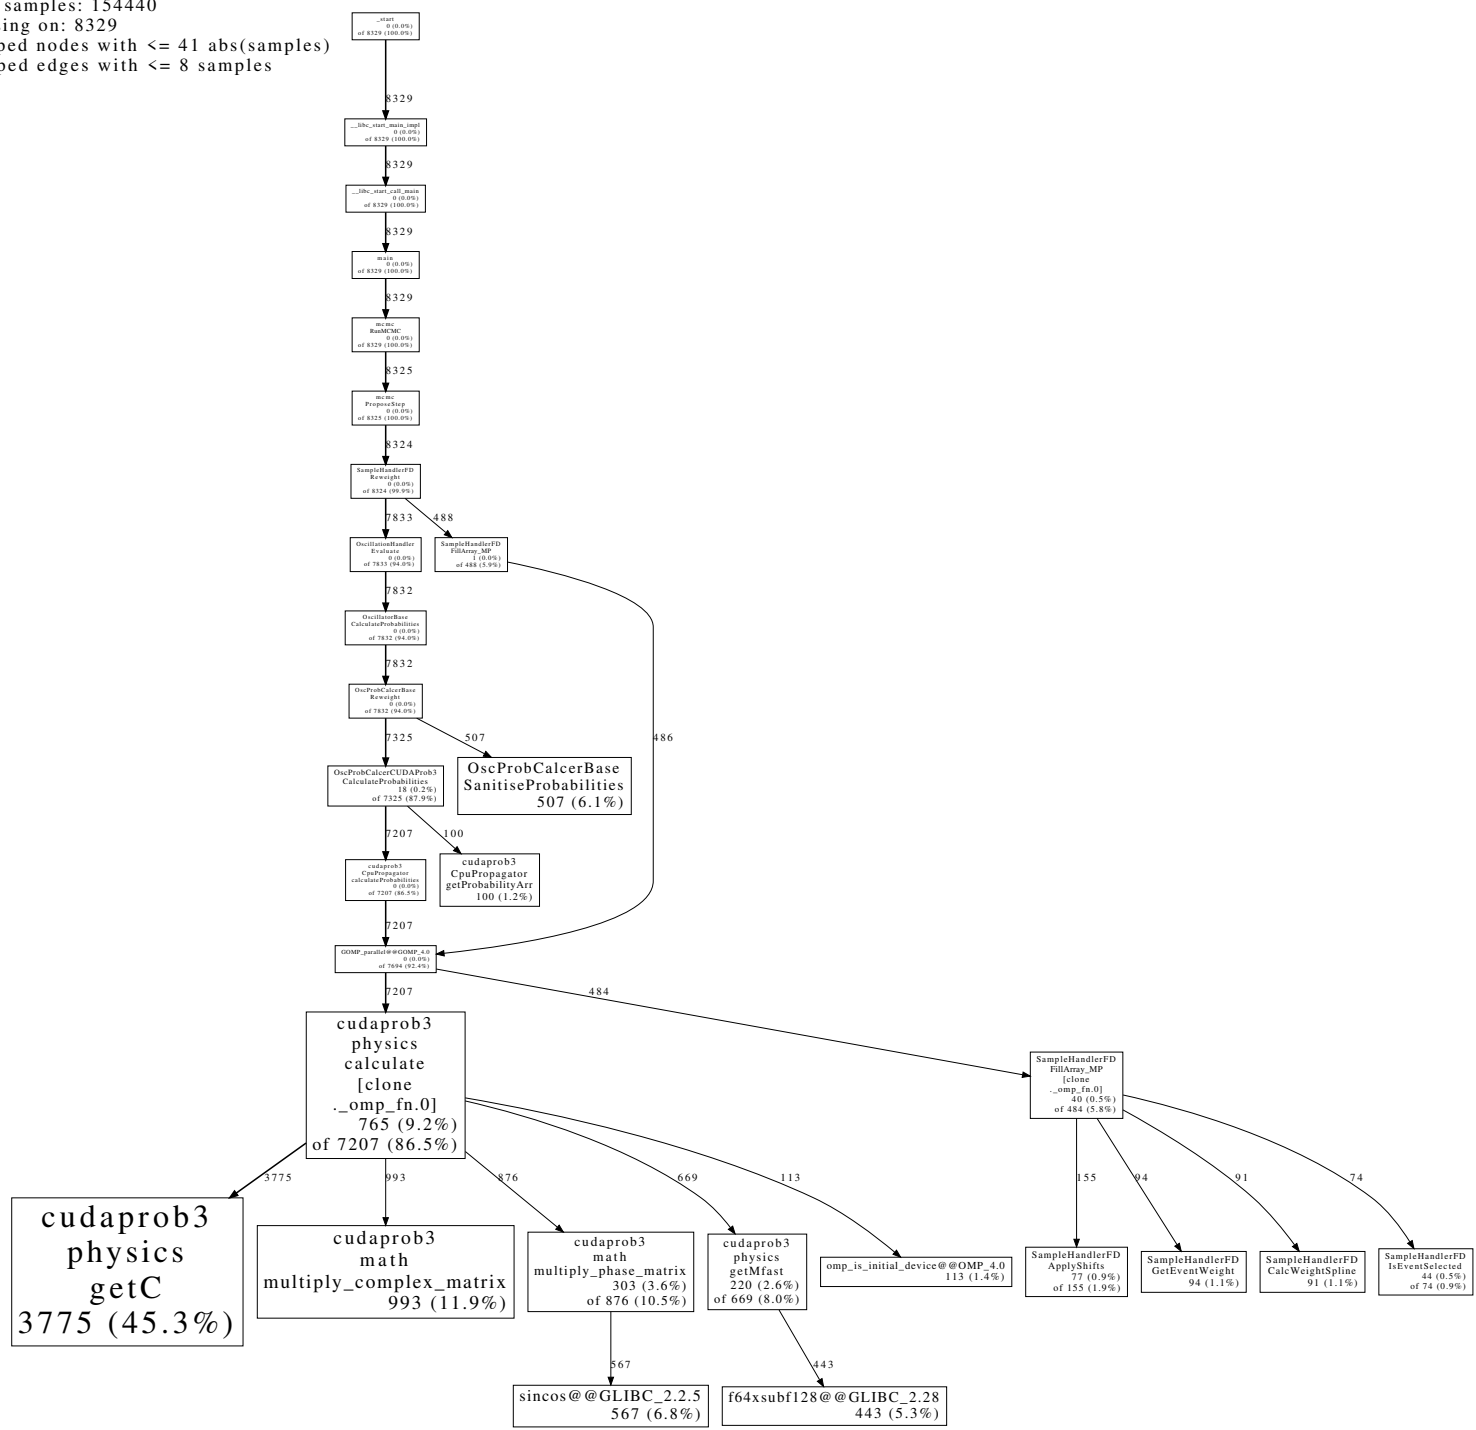 samples: 154440
ing on: 8329
ped nodes with <= 41 abs(samples)
ped edges with <= 8 samples
_start
0 (0.0%)
of 8329 (100.0%)
8329
__libc_start_main_impl
0 (0.0%)
of 8329 (100.0%)
8329
__libc_start_call_main
0 (0.0%)
of 8329 (100.0%)
8329
main
0 (0.0%)
of 8329 (100.0%)
8329
mcmc
RunMCMC
0 (0.0%)
of 8329 (100.0%)
8325
mcmc
ProposeStep
0 (0.0%)
of 8325 (100.0%)
8324
SampleHandlerFD
Reweight
0 (0.0%)
of 8324 (99.9%)
7833
488
OscillationHandler
Evaluate
0 (0.0%)
of 7833 (94.0%)
SampleHandlerFD
FillArray_MP
1 (0.0%)
of 488 (5.9%)
7832
OscillatorBase
CalculateProbabilities
0 (0.0%)
of 7832 (94.0%)
7832
OscProbCalcerBase
Reweight
0 (0.0%)
of 7832 (94.0%)
7325
507
486
OscProbCalcerCUDAProb3
CalculateProbabilities
18 (0.2%)
of 7325 (87.9%)
OscProbCalcerBase
SanitiseProbabilities
507 (6.1%)
7207
100
cudaprob3
CpuPropagator
calculateProbabilities
0 (0.0%)
of 7207 (86.5%)
cudaprob3
CpuPropagator
getProbabilityArr
100 (1.2%)
7207
GOMP_parallel@@GOMP_4.0
0 (0.0%)
of 7694 (92.4%)
7207
484
cudaprob3
physics
calculate
[clone
._omp_fn.0]
765 (9.2%)
of 7207 (86.5%)
SampleHandlerFD
FillArray_MP
[clone
._omp_fn.0]
40 (0.5%)
of 484 (5.8%)
3775
993
876
669
113
155
94
91
74
cudaprob3
physics
getC
3775 (45.3%)
cudaprob3
math
multiply_complex_matrix
993 (11.9%)
cudaprob3
math
multiply_phase_matrix
303 (3.6%)
of 876 (10.5%)
cudaprob3
physics
getMfast
220 (2.6%)
of 669 (8.0%)
omp_is_initial_device@@OMP_4.0
113 (1.4%)
SampleHandlerFD
ApplyShifts
77 (0.9%)
of 155 (1.9%)
SampleHandlerFD
GetEventWeight
94 (1.1%)
SampleHandlerFD
CalcWeightSpline
91 (1.1%)
SampleHandlerFD
IsEventSelected
44 (0.5%)
of 74 (0.9%)
567
443
sincos@@GLIBC_2.2.5
567 (6.8%)
f64xsubf128@@GLIBC_2.28
443 (5.3%)